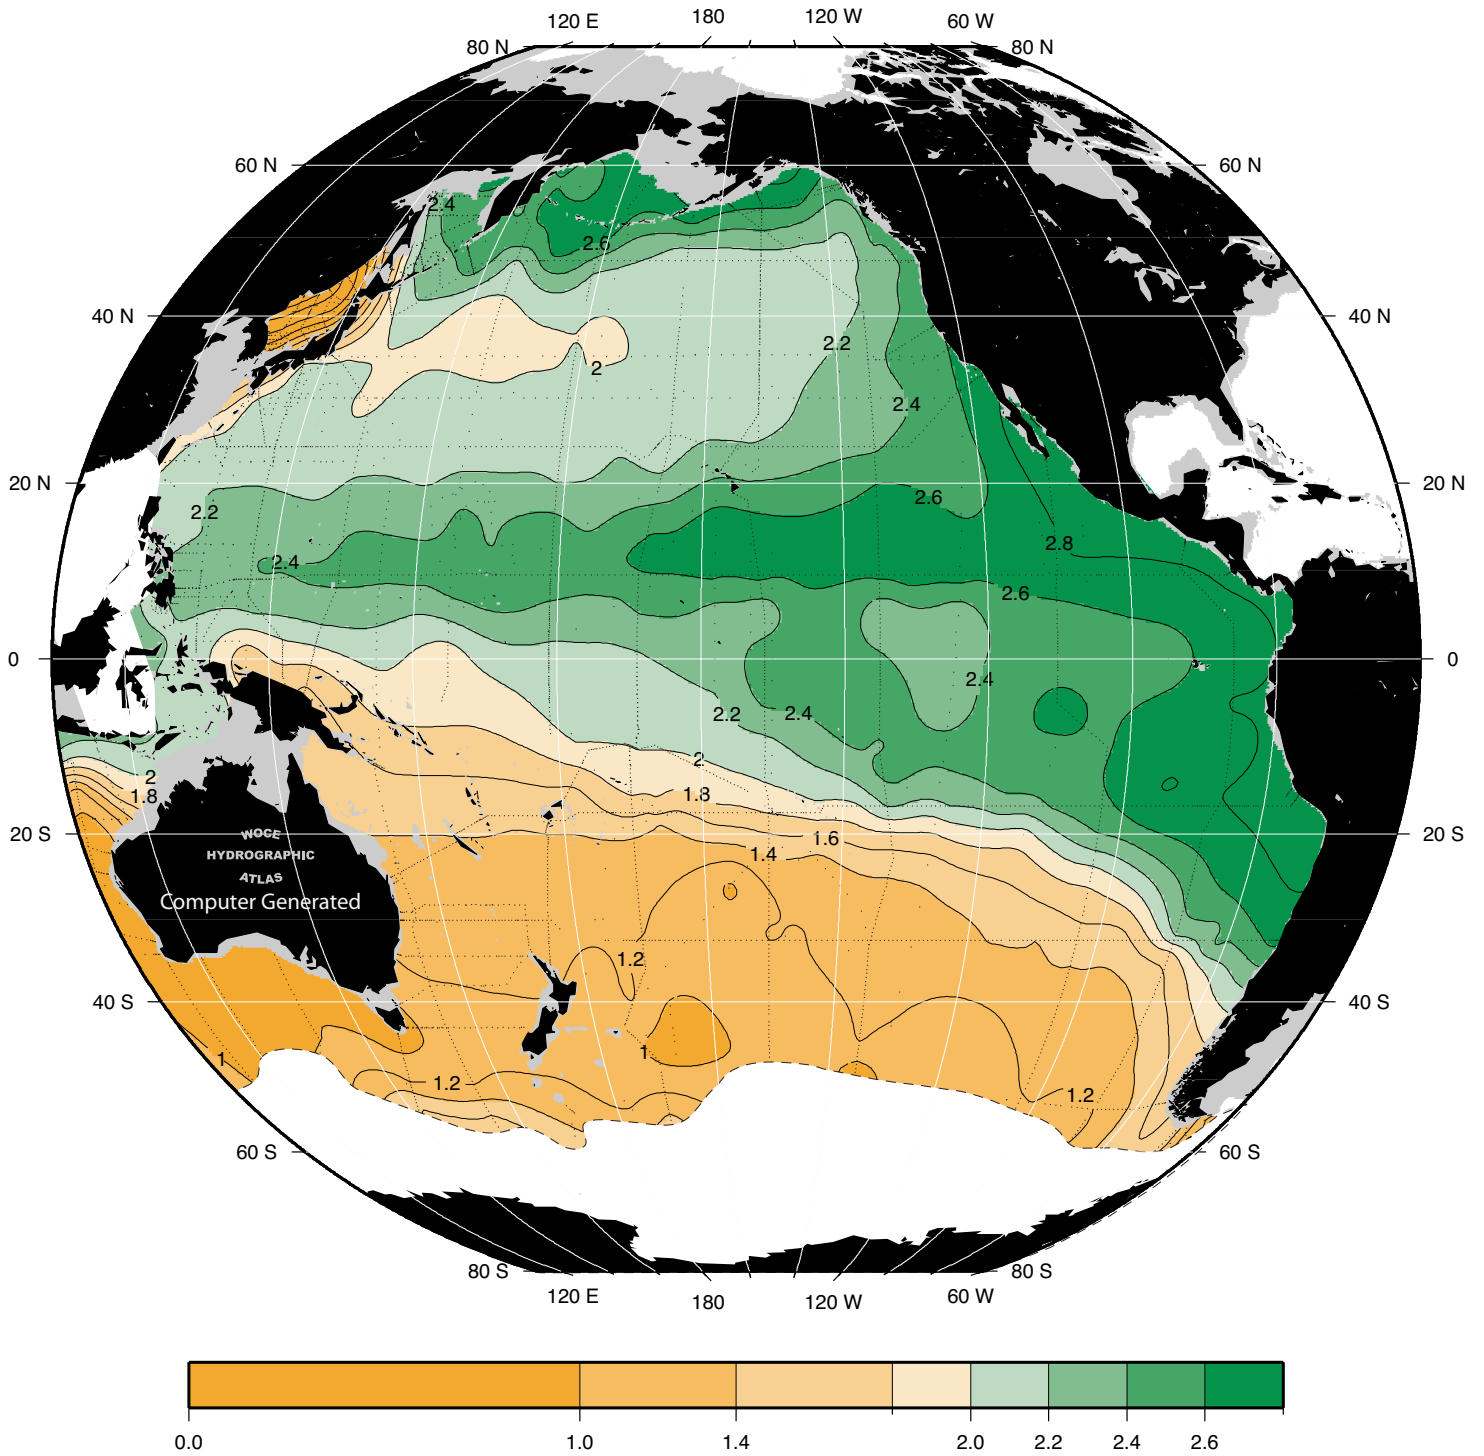 120 E 180 120 W 60 W
80 N 80 N
60 N 60 N
2.4
2.6
40 N 40 N
2.2
2
2.4
20 N 20 N
2.6
2.2
2.8
2.4
2.6
0 0
2.4
2.2 2.4
2
2
1.8 1.8
20 S WOCE 1.6 20 S
HYDROGRAPHIC 1.4
ATLAS
Computer Generated
1.2
40 S 40 S
1 1
1.2 1.2
60 S 60 S
80 S 80 S
120 E 180 120 W 60 W
0.0 1.0 1.4 2.0 2.2 2.4 2.6